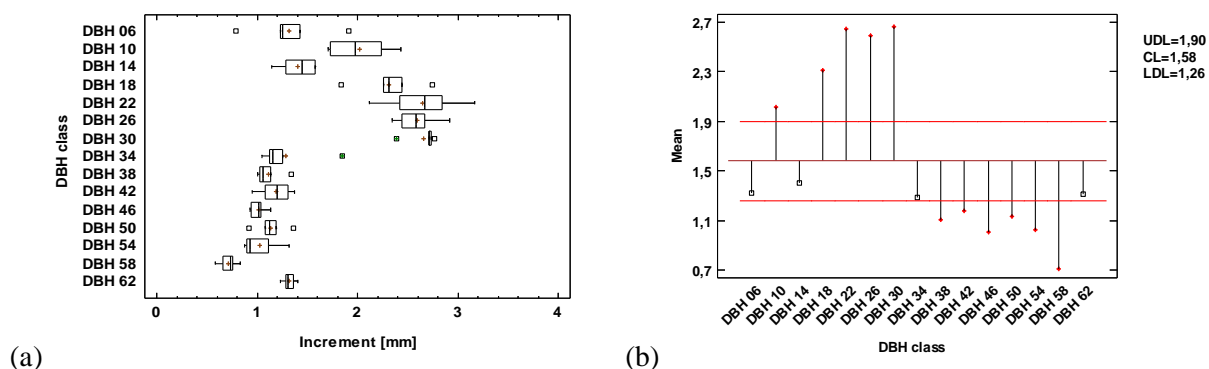 DBH class
DBH 06
DBH 10
DBH 14
DBH 18
DBH 22
DBH 26
DBH 30
DBH 34
DBH 38
DBH 42
DBH 46
DBH 50
DBH 54
DBH 58
DBH 62
0 1 2 3 4
Increment [mm]
(a)
Mean
2,7
2,3
1,9
1,5
1,1
0,7
UDL=1,90
CL=1,58
LDL=1,26
DBH 06 DBH 10 DBH 14 DBH 18 DBH 22 DBH 26 DBH 30 DBH 34 DBH 38 DBH 42 DBH 46 DBH 50 DBH 54 DBH 58 DBH 62
DBH class
(b)